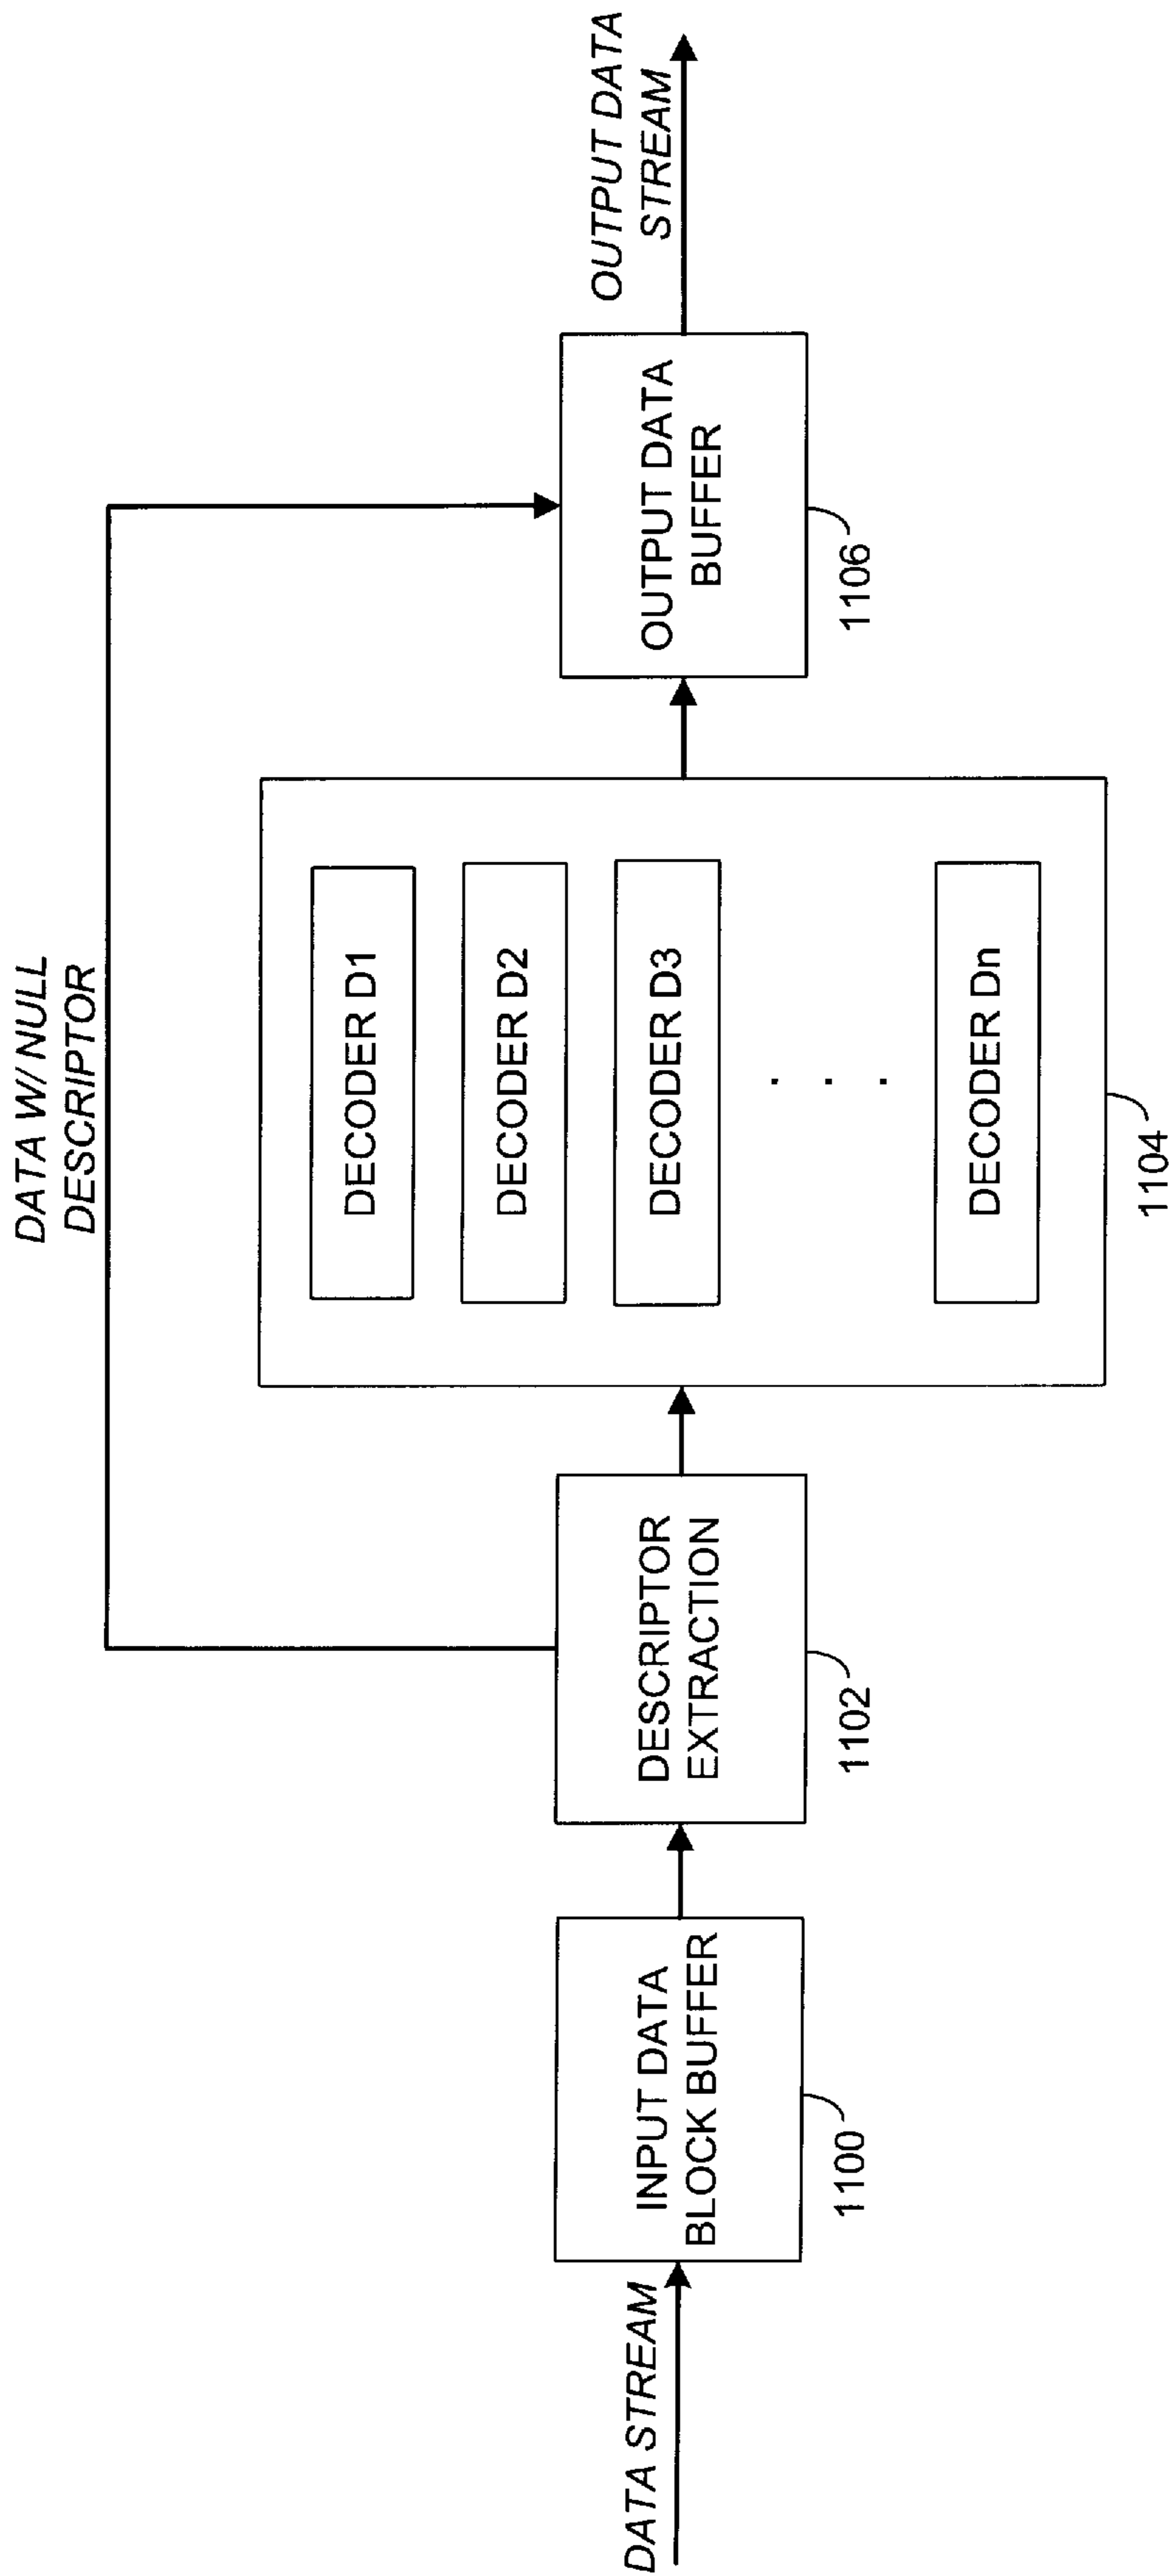 DATA W/ NULL
DESCRIPTOR
DATA STREAM
INPUT DATA
BLOCK BUFFER
1100
DESCRIPTOR
EXTRACTION
1102
DECODER D1
DECODER D2
DECODER D3
. . .
DECODER Dn
1104
OUTPUT DATA
BUFFER
1106
OUTPUT DATA
STREAM